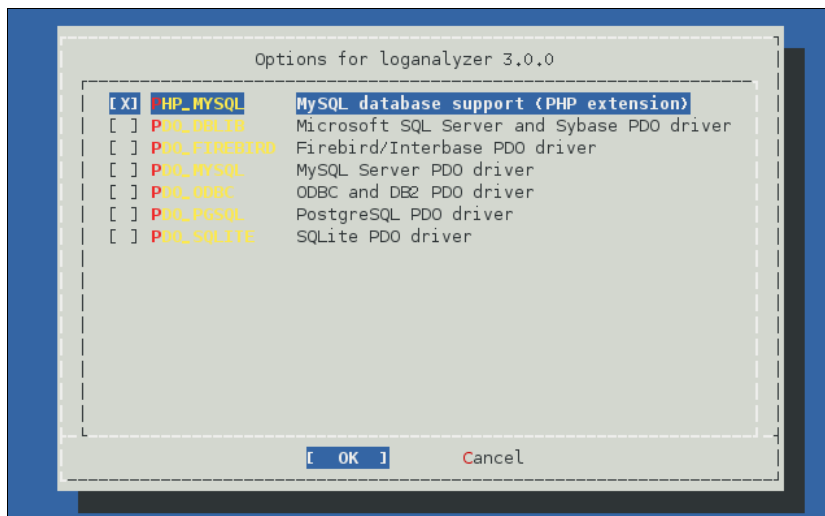 Options for loganalyzer 3.0.0
[X] PHP_MYSQL MySQL database support (PHP extension)
[ ] PDO_DBLIB Microsoft SQL Server and Sybase PDO driver
[ ] PDO_FIREBIRD Firebird/Interbase PDO driver
[ ] PDO_MYSQL MySQL Server PDO driver
[ ] PDO_ODBC ODBC and DB2 PDO driver
[ ] PDO_PGSQL PostgreSQL PDO driver
[ ] PDO_SQLITE SQLite PDO driver
[ OK ] Cancel